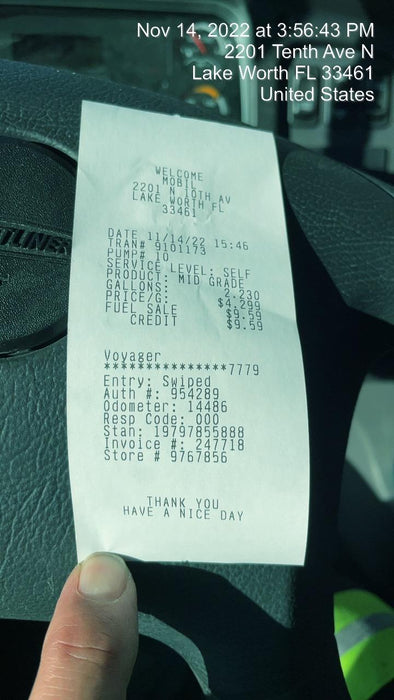 Nov 14, 2022 at 3:56:43 PM
2201 Tenth Ave N
Lake Worth FL 33461
United States
WELCOME
MOBIL
2201 N 10TH AV
LAKE WORTH FL
33461
DATE 11/14/22 15:46
TRAN# 9101173
PUMP# 10
SERVICE LEVEL: SELF
PRODUCT: MID GRADE
GALLONS: 2.230
PRICE/G: $4.299
FUEL SALE $9.59
CREDIT $9.59
Voyager
***************7779
Entry: Swiped
Auth #: 954289
Odometer: 14486
Resp Code: 000
Stan: 19797855888
Invoice #: 247718
Store # 9767856
THANK YOU
HAVE A NICE DAY